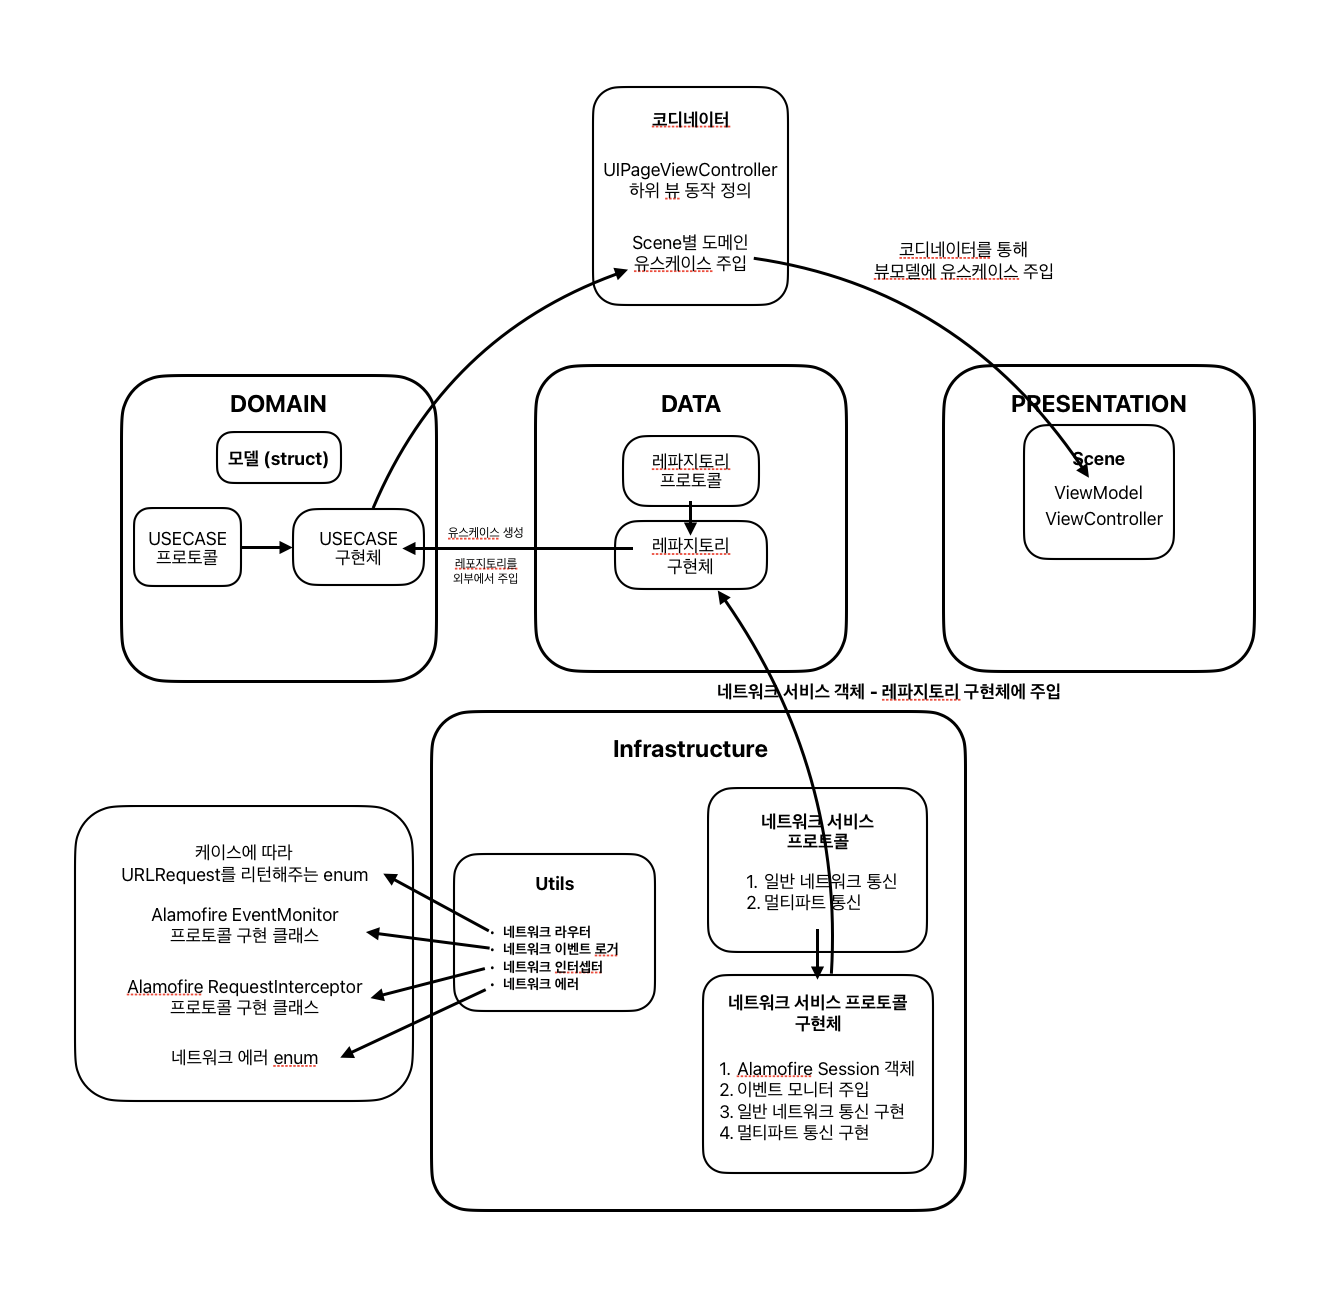 코디네이터
UIPageViewController
하위 뷰 동작 정의
Scene별 도메인
유스케이스 주입
코디네이터를 통해
뷰모델에 유스케이스 주입
DOMAIN
모델 (struct)
USECASE
프로토콜
USECASE
구현체
유스케이스 생성
레포지토리를
외부에서 주입
DATA
레파지토리
프로토콜
레파지토리
구현체
PRESENTATION
Scene
ViewModel
ViewController
네트워크 서비스 객체 - 레파지토리 구현체에 주입
Infrastructure
네트워크 서비스
프로토콜
1. 일반 네트워크 통신
2. 멀티파트 통신
Utils
• 네트워크 라우터
• 네트워크 이벤트 로거
• 네트워크 인터셉터
• 네트워크 에러
케이스에 따라
URLRequest를 리턴해주는 enum
Alamofire EventMonitor
프로토콜 구현 클래스
Alamofire RequestInterceptor
프로토콜 구현 클래스
네트워크 에러 enum
네트워크 서비스 프로토콜
구현체
1. Alamofire Session 객체
2. 이벤트 모니터 주입
3. 일반 네트워크 통신 구현
4. 멀티파트 통신 구현